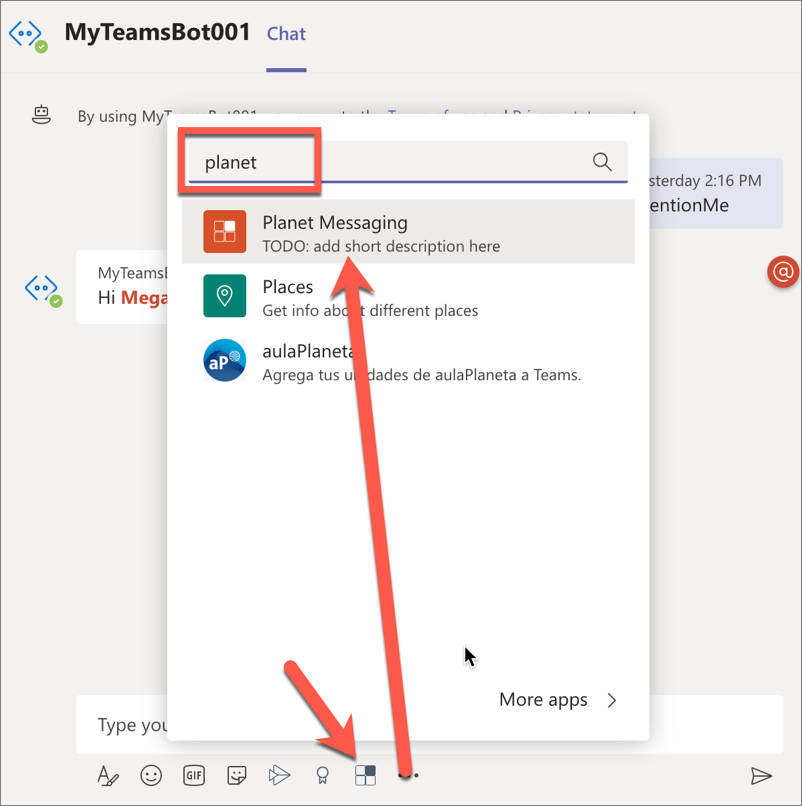 MyTeamsBot001 Chat
By using
planet
sterday 2:16 PM
entionMe
Planet Messaging
TODO: add short description here
MyTeamsB
Hi Mega
Places
Get info about different places
aP
aulaPlaneta
Agrega tus unidades de aulaPlaneta a Teams.
@
More apps
Type you
GIF